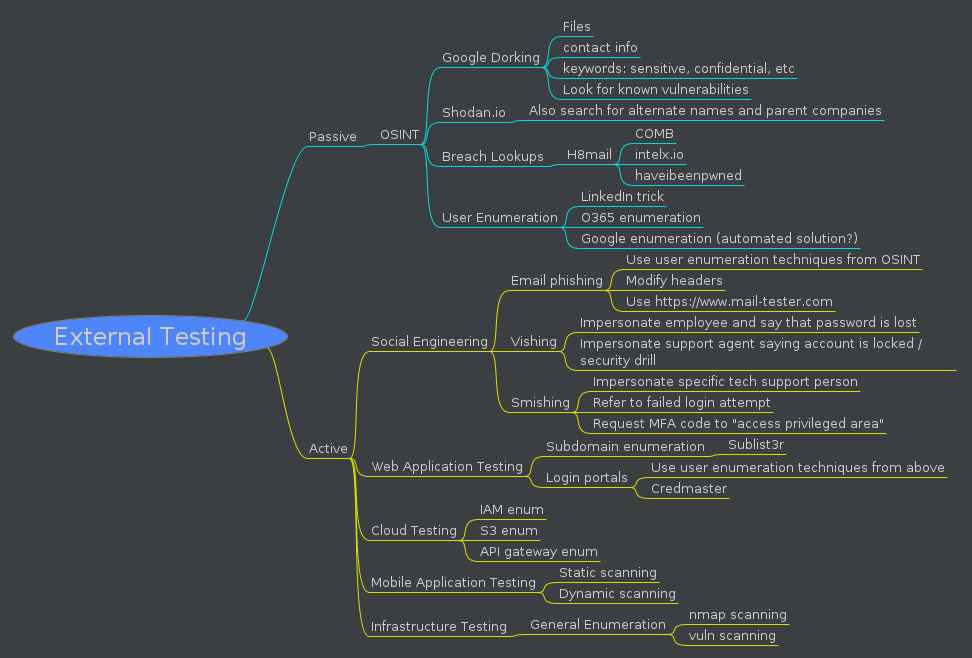 External Testing
Passive
OSINT
Google Dorking
Files
contact info
keywords: sensitive, confidential, etc
Look for known vulnerabilities
Shodan.io
Also search for alternate names and parent companies
Breach Lookups
H8mail
COMB
intelx.io
haveibeenpwned
User Enumeration
LinkedIn trick
O365 enumeration
Google enumeration (automated solution?)
Active
Social Engineering
Email phishing
Use user enumeration techniques from OSINT
Modify headers
Use https://www.mail-tester.com
Vishing
Impersonate employee and say that password is lost
Impersonate support agent saying account is locked /
security drill
Smishing
Impersonate specific tech support person
Refer to failed login attempt
Request MFA code to "access privileged area"
Web Application Testing
Subdomain enumeration
Sublist3r
Login portals
Use user enumeration techniques from above
Credmaster
Cloud Testing
IAM enum
S3 enum
API gateway enum
Mobile Application Testing
Static scanning
Dynamic scanning
Infrastructure Testing
General Enumeration
nmap scanning
vuln scanning